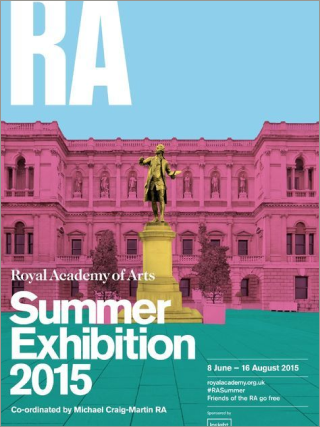 RA
Royal Academy of Arts
Summer
Exhibition
2015
Co-ordinated by Michael Craig-Martin RA
8 June – 16 August 2015
royalacademy.org.uk
#RASummer
Friends of the RA go free
Sponsored by
Insight